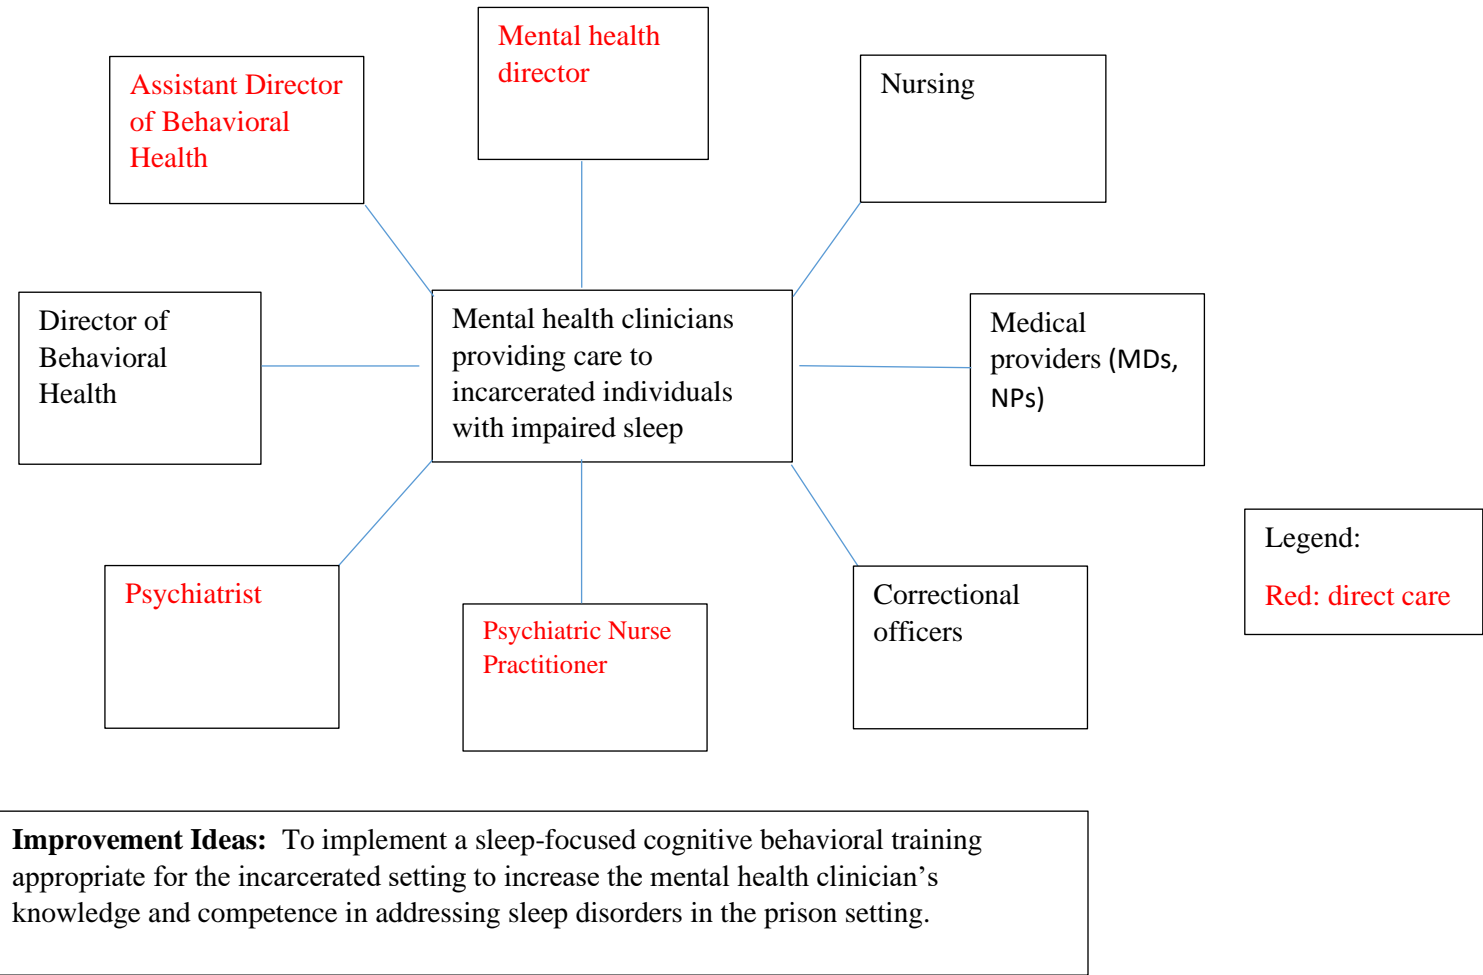 Mental health
director
Assistant Director
of Behavioral
Health
Nursing
Director of
Behavioral
Health
Mental health clinicians
providing care to
incarcerated individuals
with impaired sleep
Medical
providers (MDs,
NPs)
Psychiatrist
Psychiatric Nurse
Practitioner
Correctional
officers
Legend:
Red: direct care
Improvement Ideas: To implement a sleep-focused cognitive behavioral training
appropriate for the incarcerated setting to increase the mental health clinician’s
knowledge and competence in addressing sleep disorders in the prison setting.